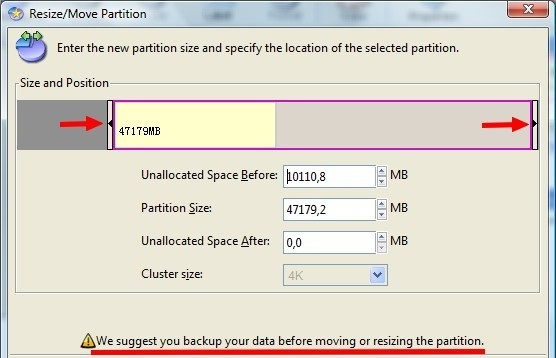 Resize/Move Partition
Enter the new partition size and specify the location of the selected partition.
Size and Position
47179MB
Unallocated Space Before: 10110,8 MB
Partition Size: 47179,2 MB
Unallocated Space After: 0,0 MB
Cluster size: 4K
We suggest you backup your data before moving or resizing the partition.